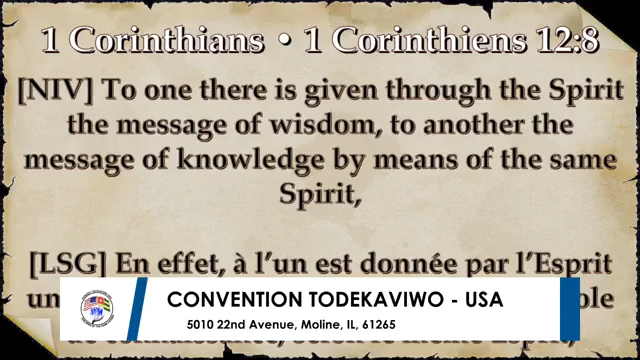 1 Corinthians • 1 Corinthiens 12:8
[NIV] To one there is given through the Spirit
the message of wisdom, to another the
message of knowledge by means of the same
Spirit,
[LSG] En effet, à l’un est donnée par l’Esprit
CONVENTION TODEKAVIWO - USA
5010 22nd Avenue, Moline, IL, 61265